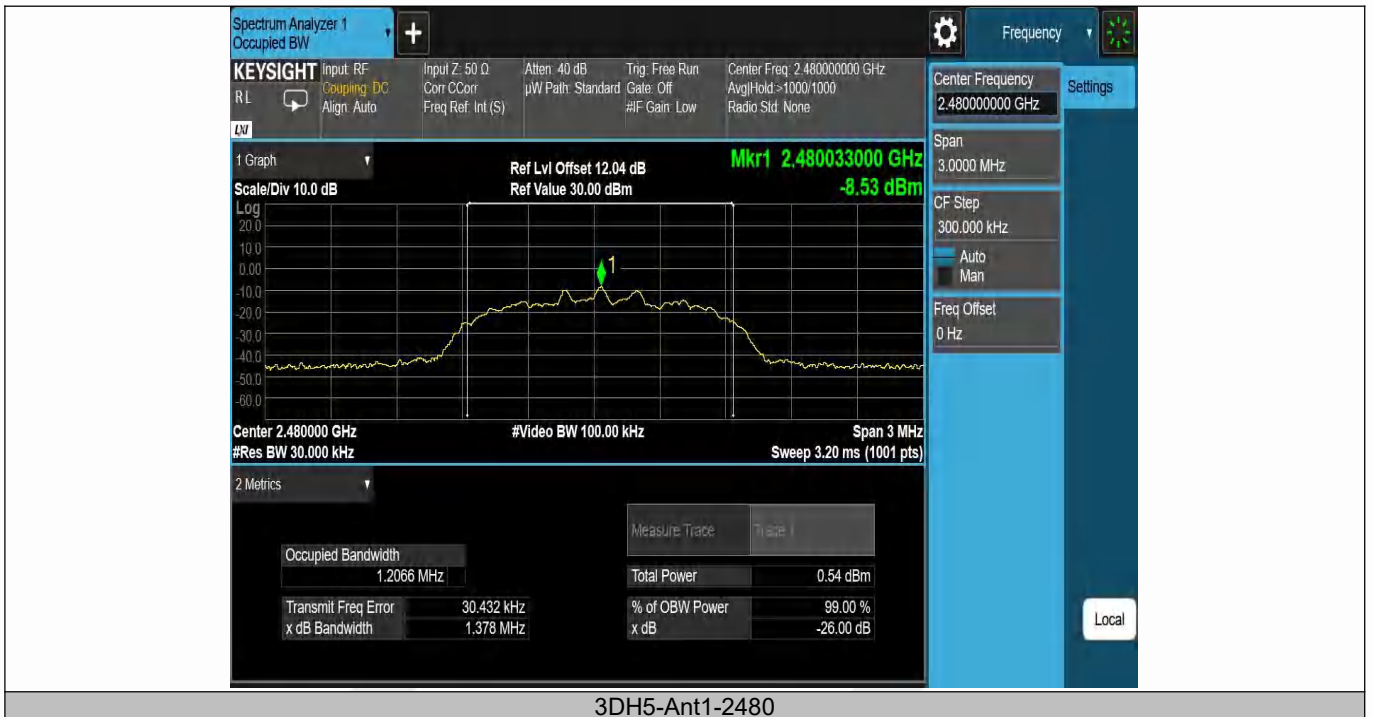 Spectrum Analyzer 1
Occupied BW
+
Frequency
KEYSIGHT
RL
LXI
Input: RF
Coupling: DC
Align: Auto
Input Z: 50 Ω
Corr CCorr
Freq Ref: Int (S)
Atten: 40 dB
µW Path: Standard
Trig: Free Run
Gate: Off
#IF Gain: Low
Center Freq: 2.480000000 GHz
Avg|Hold:>1000/1000
Radio Std: None
Center Frequency
2.480000000 GHz
Settings
Span
3.0000 MHz
CF Step
300.000 kHz
Auto
Man
Freq Offset
0 Hz
Local
1 Graph
Scale/Div 10.0 dB
Ref Lvl Offset 12.04 dB
Ref Value 30.00 dBm
Mkr1 2.480033000 GHz
-8.53 dBm
Log
20.0
10.0
0.00
-10.0
-20.0
-30.0
-40.0
-50.0
-60.0
1
Center 2.480000 GHz
#Video BW 100.00 kHz
Span 3 MHz
#Res BW 30.000 kHz
Sweep 3.20 ms (1001 pts)
2 Metrics
Measure Trace Trace 1
Occupied Bandwidth
1.2066 MHz
Total Power 0.54 dBm
Transmit Freq Error 30.432 kHz
% of OBW Power 99.00 %
x dB Bandwidth 1.378 MHz
x dB -26.00 dB
3DH5-Ant1-2480